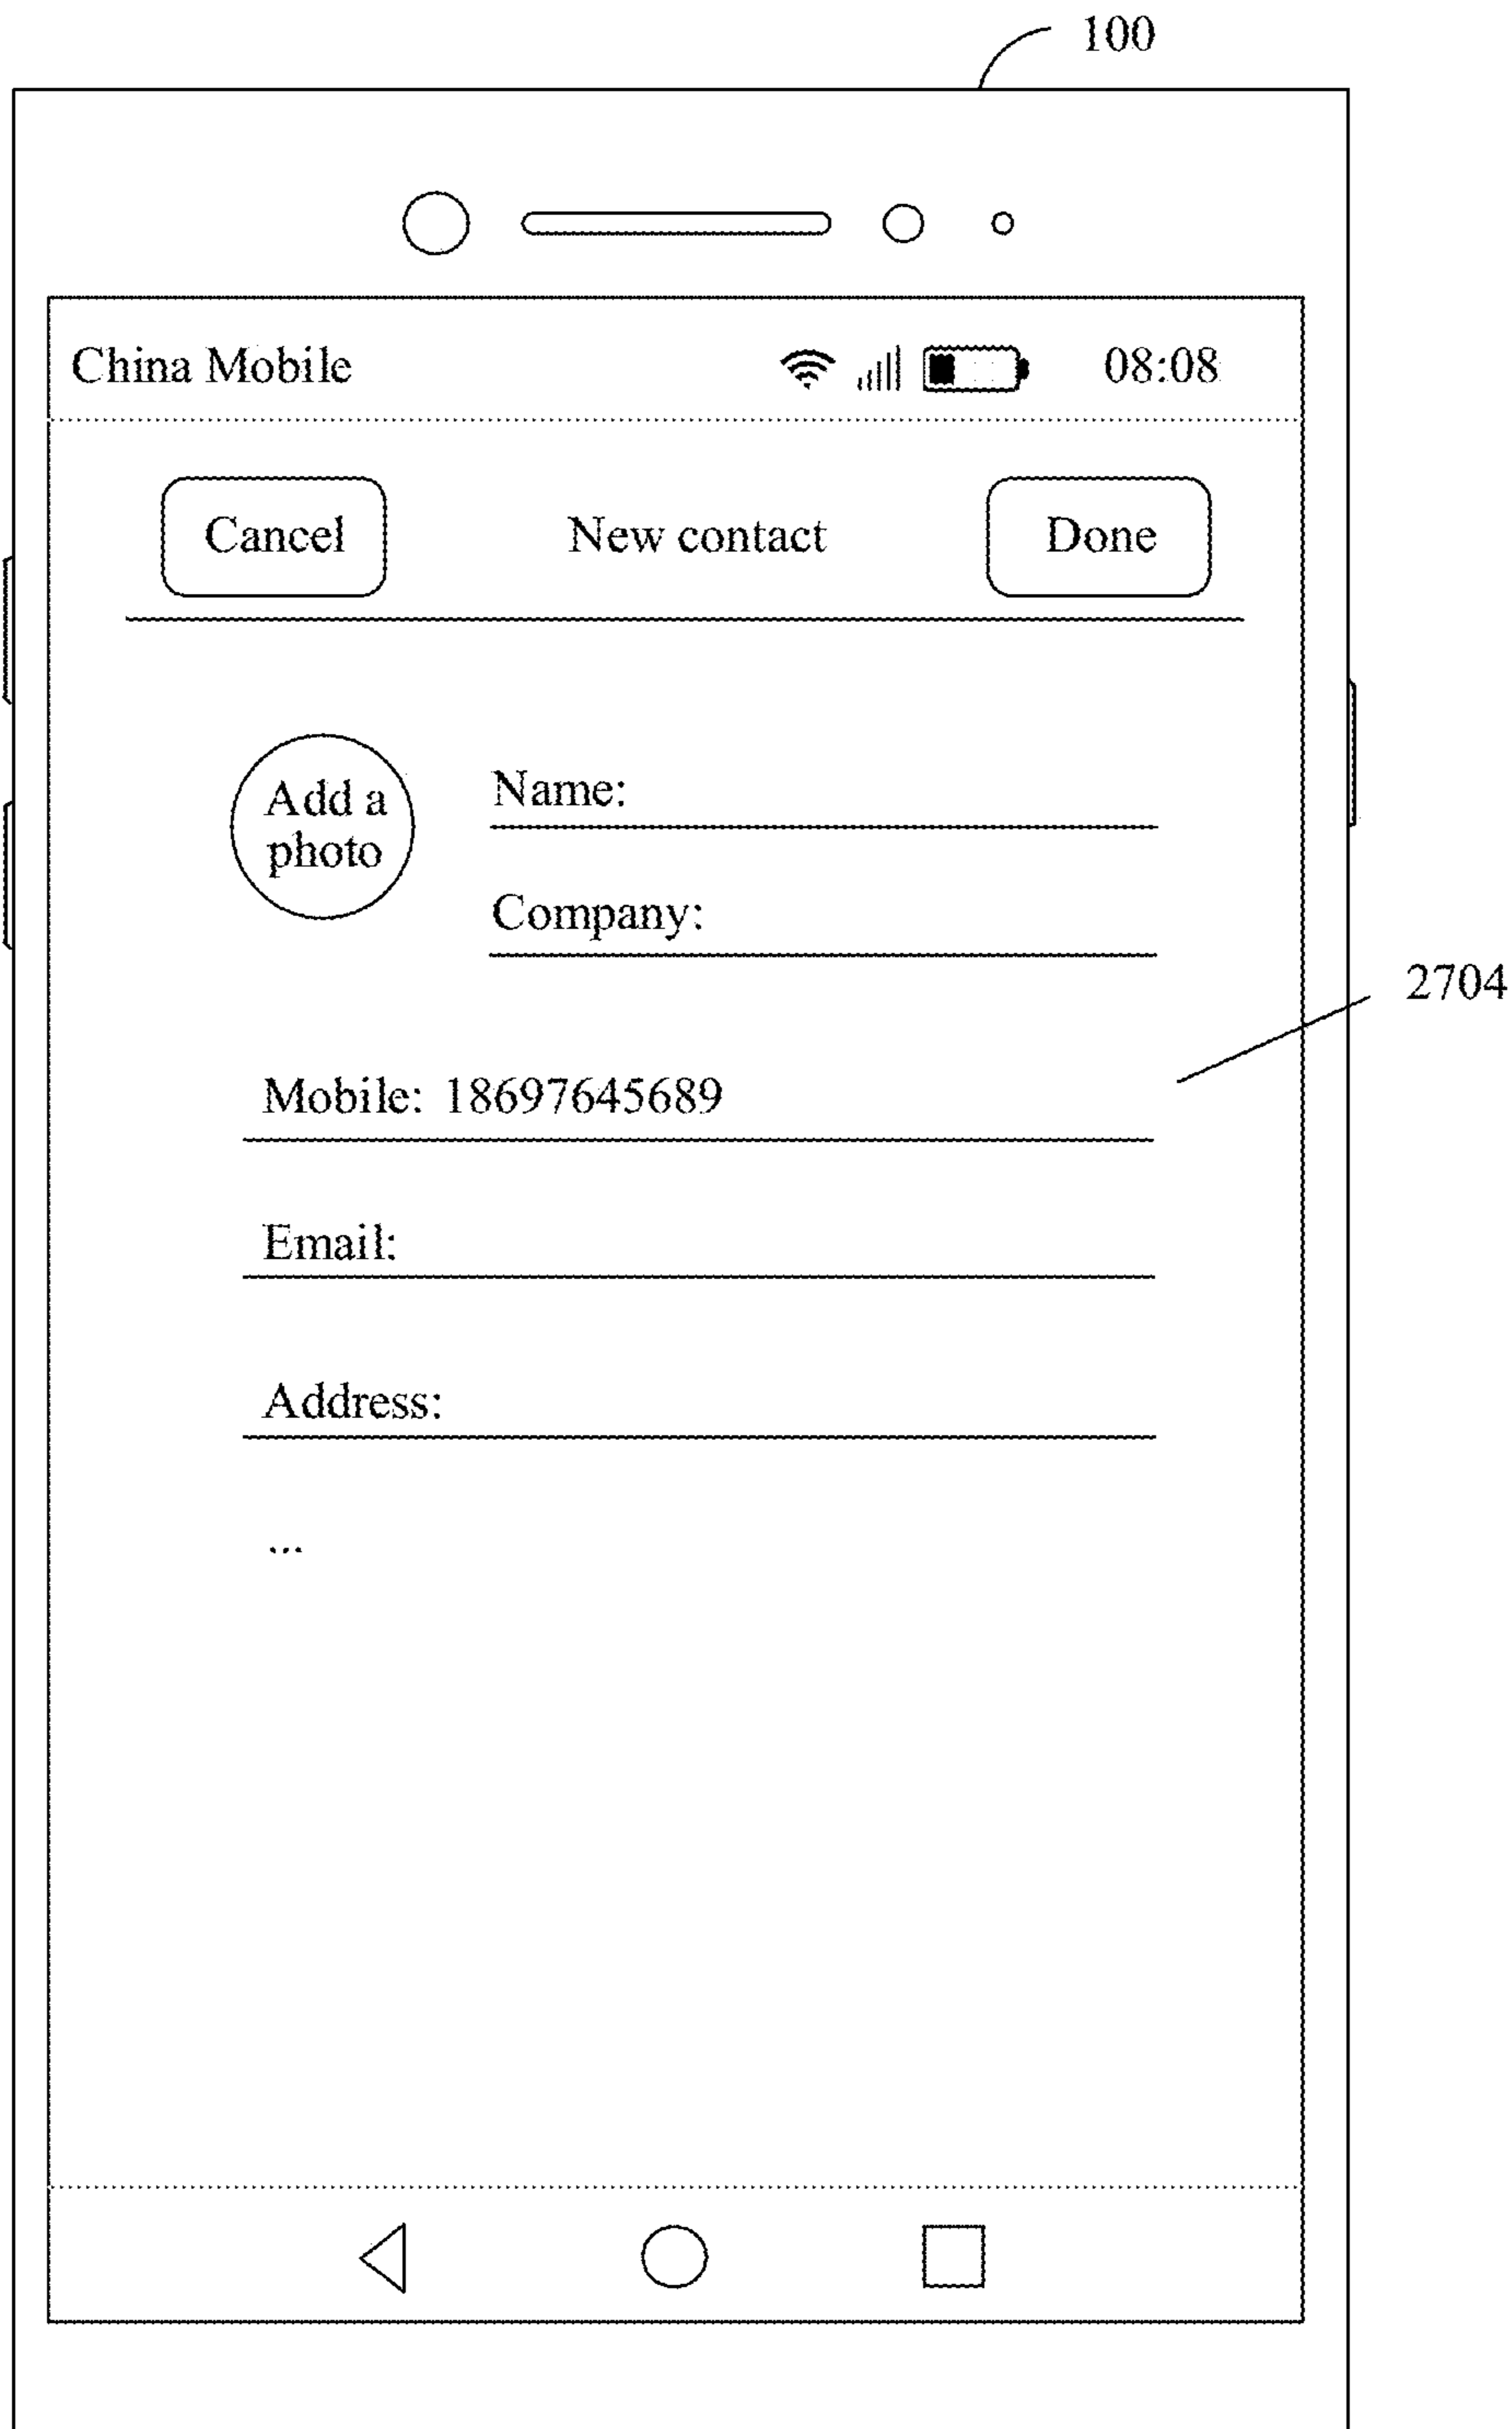 100
China Mobile 08:08
Cancel New contact Done
Add a
photo
Name:
Company:
2704
Mobile: 18697645689
Email:
Address:
...